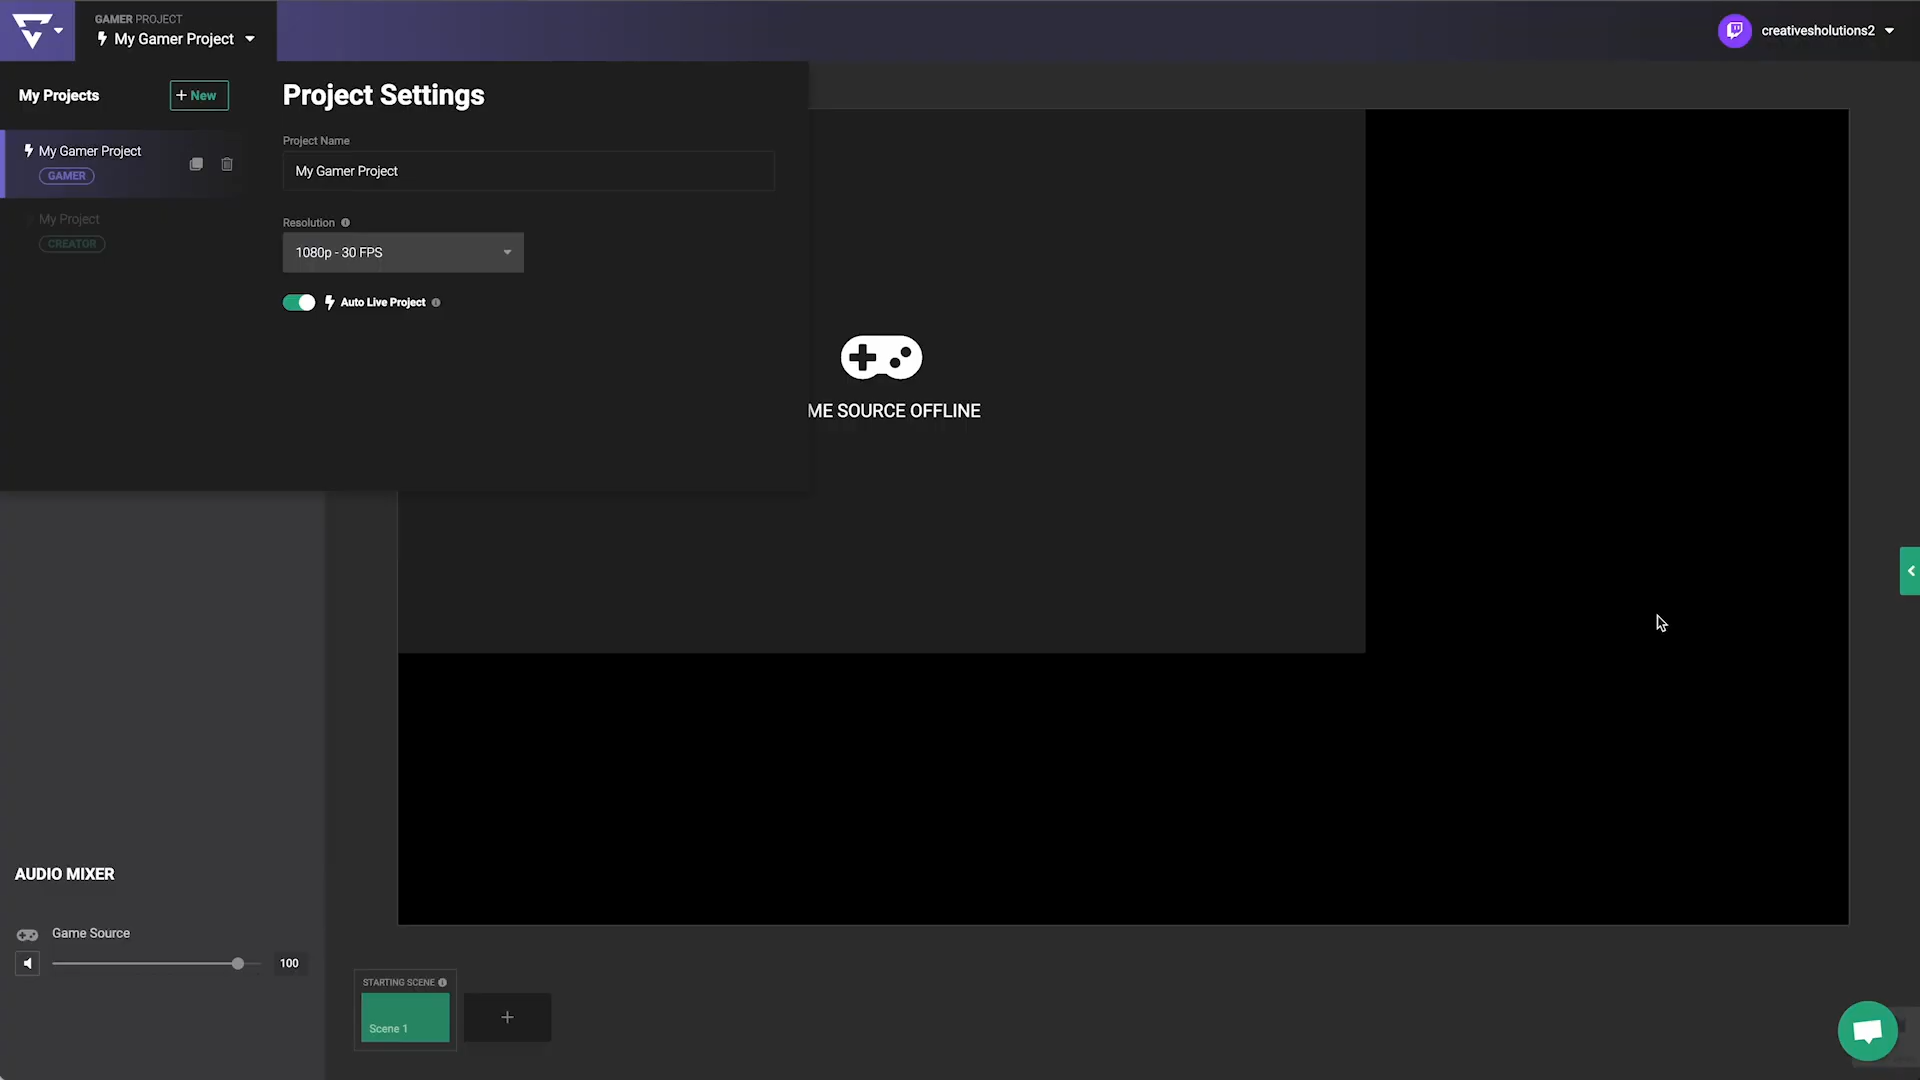 GAMER PROJECT
My Gamer Project
creativesholutions2
My Projects
+ New
My Gamer Project
GAMER
My Project
CREATOR
Project Settings
Project Name
My Gamer Project
Resolution
1080p - 30 FPS
Auto Live Project
ME SOURCE OFFLINE
AUDIO MIXER
Game Source
100
STARTING SCENE
Scene 1
+